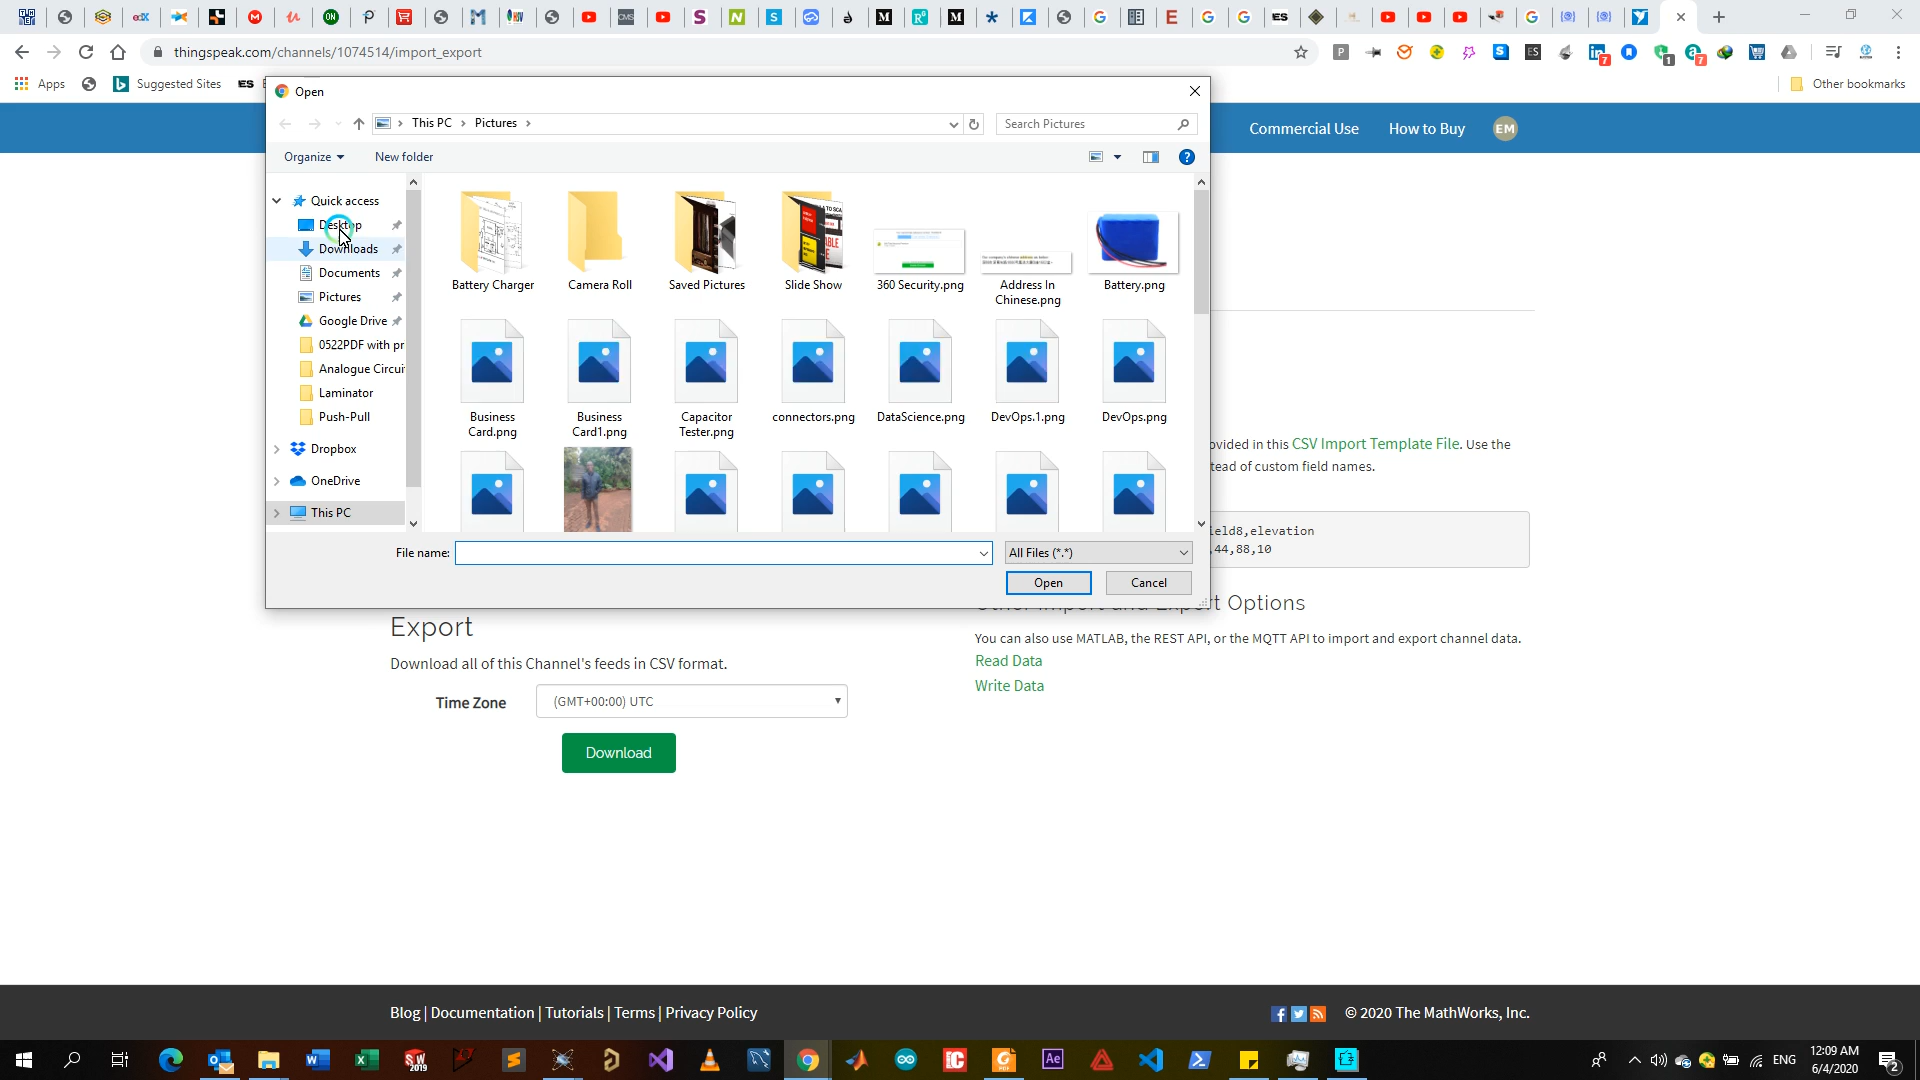 thingspeak.com/channels/1074514/import_export
Apps
Suggested Sites
Other bookmarks
Open
This PC > Pictures >
Search Pictures
Organize
New folder
Commercial Use
How to Buy
EM
Quick access
Desktop
Downloads
Documents
Pictures
Google Drive
0522PDF with pr
Analogue Circui
Laminator
Push-Pull
Dropbox
OneDrive
This PC
Battery Charger
Camera Roll
Saved Pictures
Slide Show
360 Security.png
Address In
Chinese.png
Battery.png
Business
Card.png
Business
Card1.png
Capacitor
Tester.png
connectors.png
DataScience.png
DevOps.1.png
DevOps.png
File name:
All Files (*.*)
Open
Cancel
ovided in this CSV Import Template File. Use the
tead of custom field names.
ield8,elevation
,44,88,10
Export
Download all of this Channel's feeds in CSV format.
Time Zone
(GMT+00:00) UTC
Download
Other Import and Export Options
You can also use MATLAB, the REST API, or the MQTT API to import and export channel data.
Read Data
Write Data
Blog | Documentation | Tutorials | Terms | Privacy Policy
© 2020 The MathWorks, Inc.
ENG
12:09 AM
6/4/2020
2